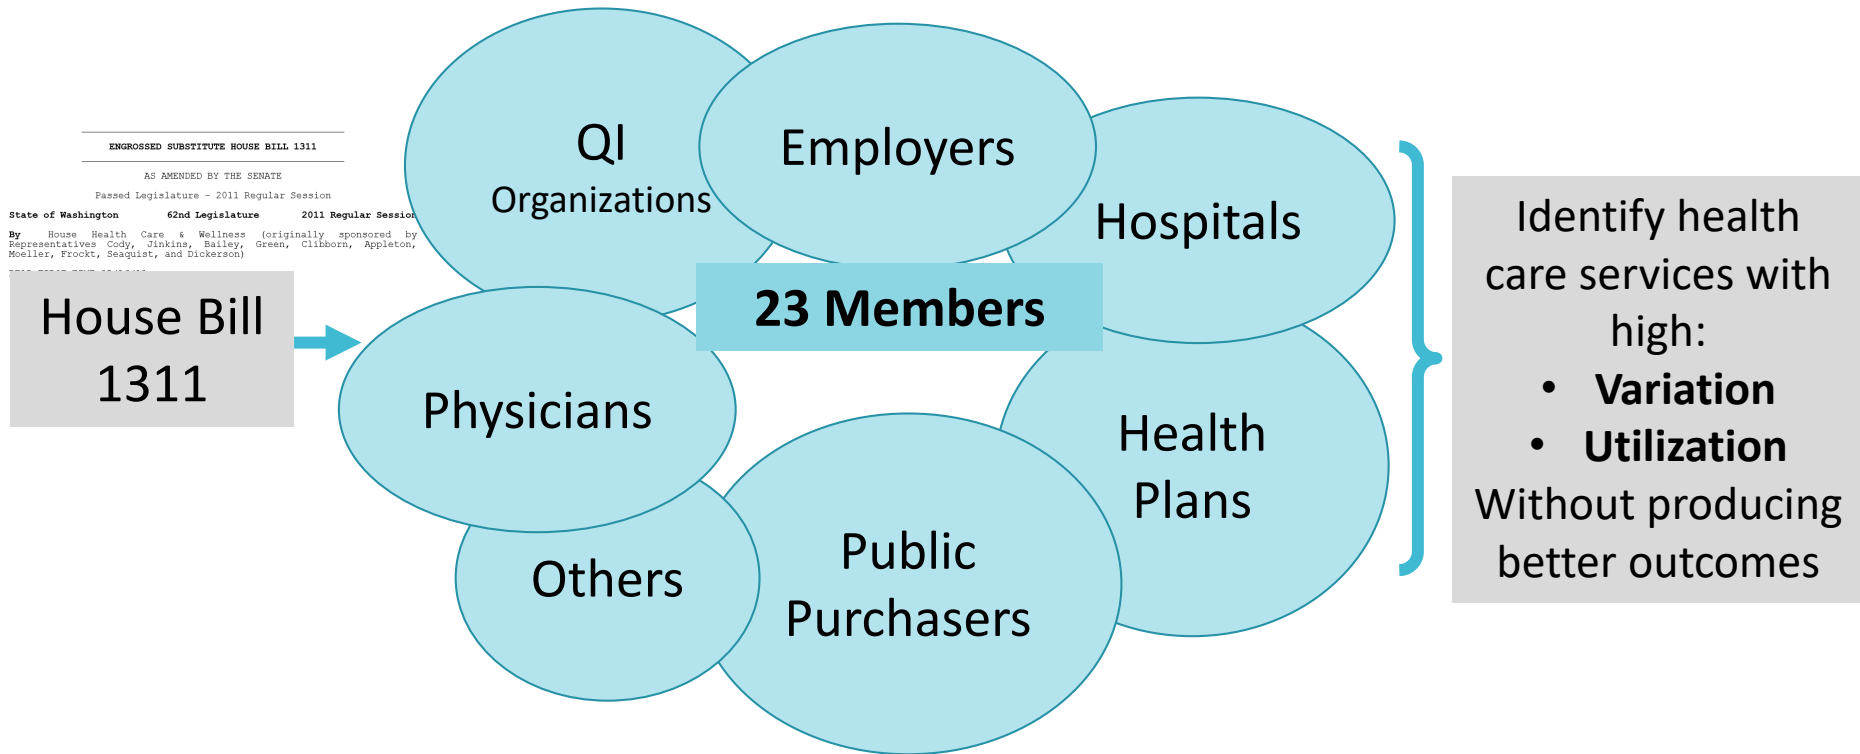 ENGROSSED SUBSTITUTE HOUSE BILL 1311
AS AMENDED BY THE SENATE
Passed Legislature - 2011 Regular Session
State of Washington 62nd Legislature 2011 Regular Session
By House Health Care & Wellness (originally sponsored by
Representatives Cody, Jinkins, Bailey, Green, Clibborn, Appleton,
Moeller, Frockt, Seaquist, and Dickerson)
House Bill
1311
QI
Organizations
Employers
Hospitals
23 Members
Physicians
Health
Plans
Others
Public
Purchasers
Identify health
care services with
high:
• Variation
• Utilization
Without producing
better outcomes